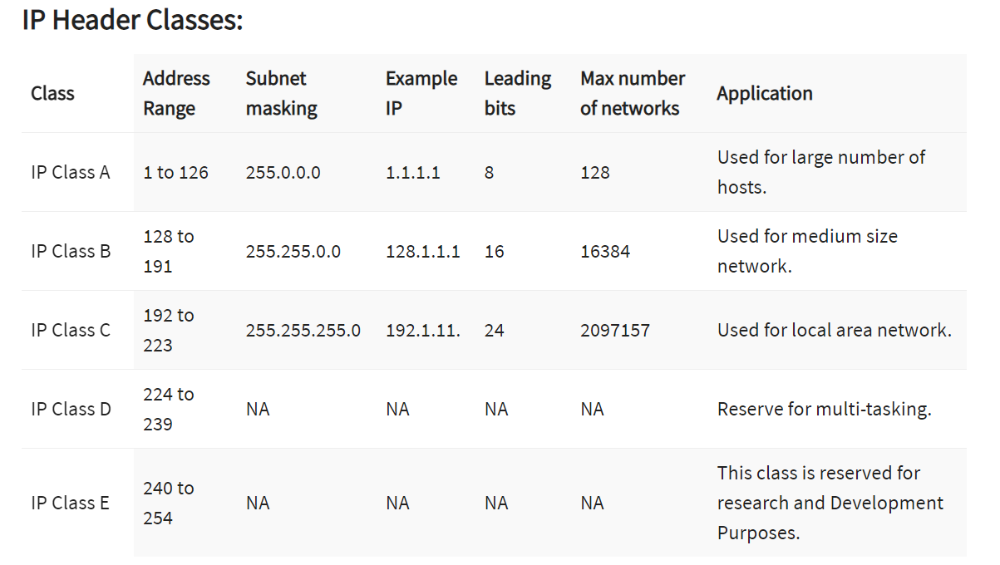 IP Header Classes:
Class Address Range Subnet masking Example IP Leading bits Max number of networks Application
IP Class A 1 to 126 255.0.0.0 1.1.1.1 8 128 Used for large number of hosts.
IP Class B 128 to 191 255.255.0.0 128.1.1.1 16 16384 Used for medium size network.
IP Class C 192 to 223 255.255.255.0 192.1.11. 24 2097157 Used for local area network.
IP Class D 224 to 239 NA NA NA NA Reserve for multi-tasking.
IP Class E 240 to 254 NA NA NA NA This class is reserved for research and Development Purposes.